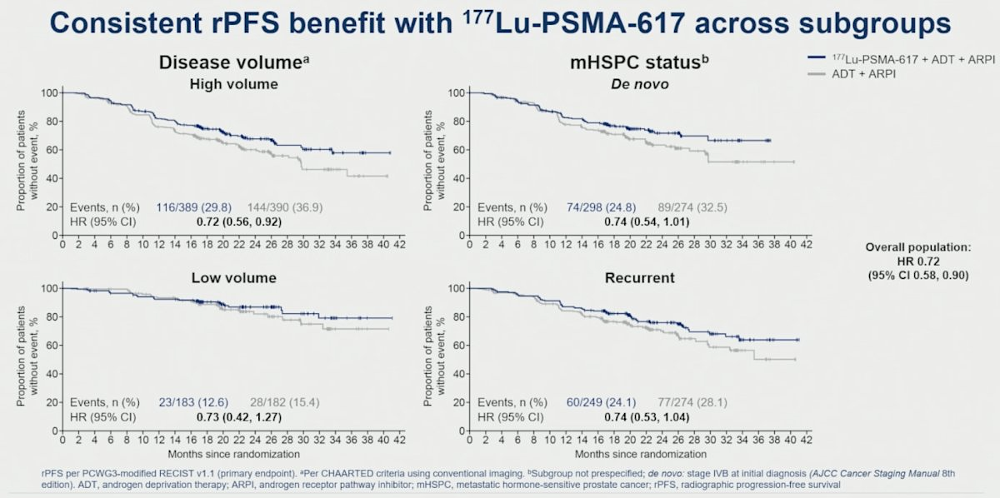 Consistent rPFS benefit with ¹⁷⁷Lu-PSMA-617 across subgroups
Disease volumeᵃ
High volume
mHSPC statusᵇ
De novo
¹⁷⁷Lu-PSMA-617 + ADT + ARPI
ADT + ARPI
Proportion of patients
without event, %
100
80
60
40
20
0
Events, n (%) 116/389 (29.8) 144/390 (36.9)
HR (95% CI) 0.72 (0.56, 0.92)
0 2 4 6 8 10 12 14 16 18 20 22 24 26 28 30 32 34 36 38 40 42
Proportion of patients
without event, %
100
80
60
40
20
0
Events, n (%) 74/298 (24.8) 89/274 (32.5)
HR (95% CI) 0.74 (0.54, 1.01)
0 2 4 6 8 10 12 14 16 18 20 22 24 26 28 30 32 34 36 38 40 42
Overall population:
HR 0.72
(95% CI 0.58, 0.90)
Low volume
Proportion of patients
without event, %
100
80
60
40
20
0
Events, n (%) 23/183 (12.6) 28/182 (15.4)
HR (95% CI) 0.73 (0.42, 1.27)
0 2 4 6 8 10 12 14 16 18 20 22 24 26 28 30 32 34 36 38 40 42
Months since randomization
Recurrent
Proportion of patients
without event, %
100
80
60
40
20
0
Events, n (%) 60/249 (24.1) 77/274 (28.1)
HR (95% CI) 0.74 (0.53, 1.04)
0 2 4 6 8 10 12 14 16 18 20 22 24 26 28 30 32 34 36 38 40 42
Months since randomization
rPFS per PCWG3-modified RECIST v1.1 (primary endpoint). ᵃPer CHAARTED criteria using conventional imaging. ᵇSubgroup not prespecified; de novo: stage IVB at initial diagnosis (AJCC Cancer Staging Manual 8th
edition). ADT, androgen deprivation therapy; ARPI, androgen receptor pathway inhibitor; mHSPC, metastatic hormone-sensitive prostate cancer; rPFS, radiographic progression-free survival